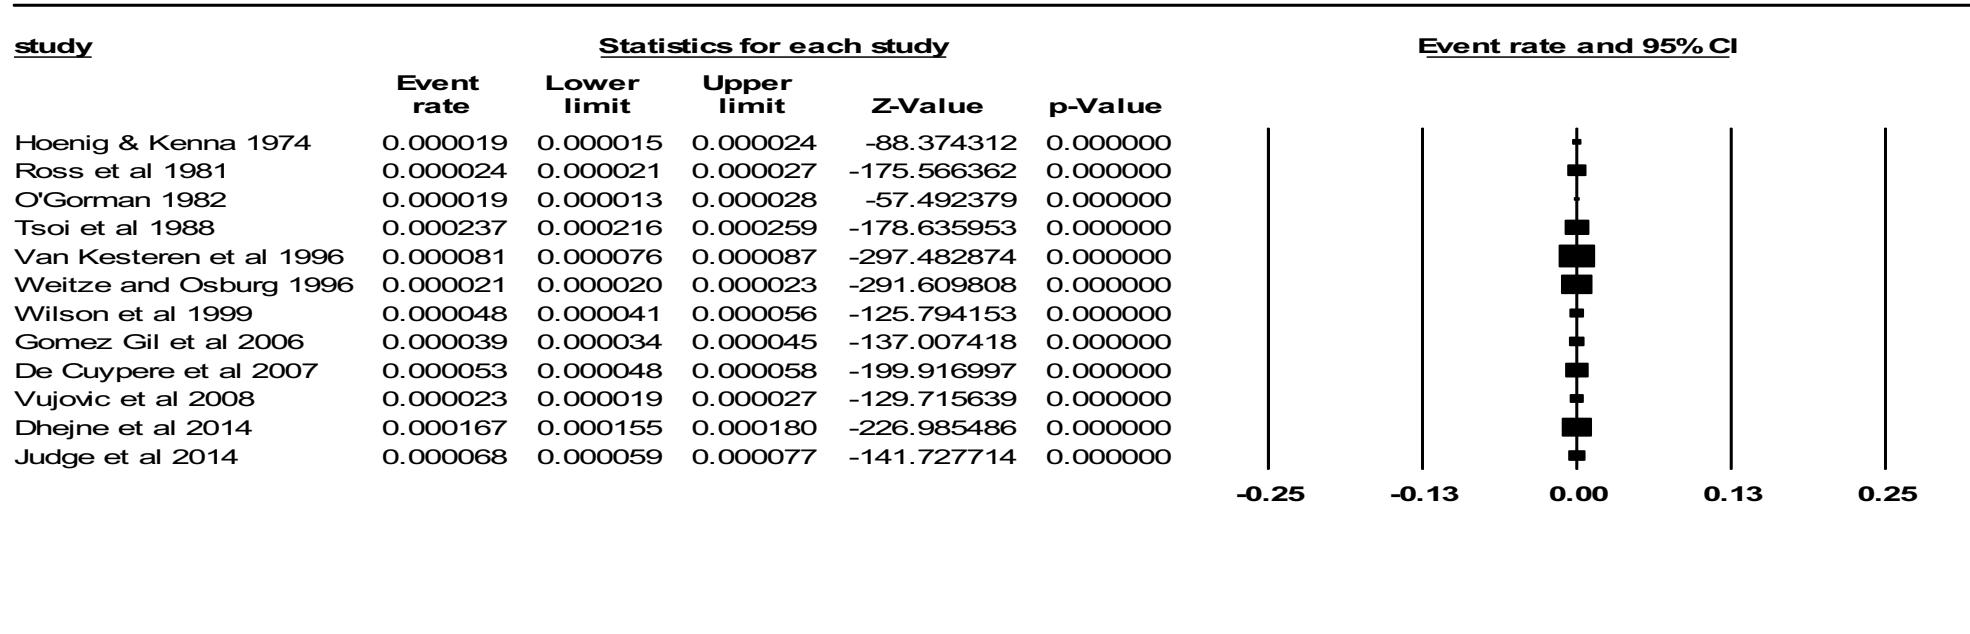 study Statistics for each study Event rate and 95% CI
Event Lower Upper
rate limit limit Z-Value p-Value
Hoenig & Kenna 1974 0.000019 0.000015 0.000024 -88.374312 0.000000
Ross et al 1981 0.000024 0.000021 0.000027 -175.566362 0.000000
O'Gorman 1982 0.000019 0.000013 0.000028 -57.492379 0.000000
Tsoi et al 1988 0.000237 0.000216 0.000259 -178.635953 0.000000
Van Kesteren et al 1996 0.000081 0.000076 0.000087 -297.482874 0.000000
Weitze and Osburg 1996 0.000021 0.000020 0.000023 -291.609808 0.000000
Wilson et al 1999 0.000048 0.000041 0.000056 -125.794153 0.000000
Gomez Gil et al 2006 0.000039 0.000034 0.000045 -137.007418 0.000000
De Cuypere et al 2007 0.000053 0.000048 0.000058 -199.916997 0.000000
Vujovic et al 2008 0.000023 0.000019 0.000027 -129.715639 0.000000
Dhejne et al 2014 0.000167 0.000155 0.000180 -226.985486 0.000000
Judge et al 2014 0.000068 0.000059 0.000077 -141.727714 0.000000
-0.25 -0.13 0.00 0.13 0.25